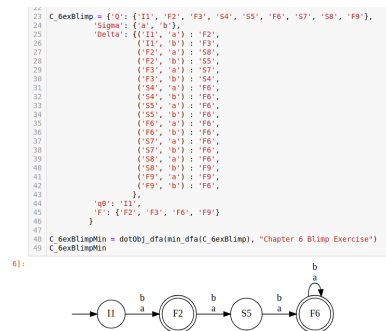 23 C_6exBlimp = {'Q': {'I1', 'F2', 'F3', 'S4', 'S5', 'F6', 'S7', 'S8', 'F9'},
24 'Sigma': {'a', 'b'},
25 'Delta': {('I1', 'a') : 'F2',
26 ('I1', 'b') : 'F3',
27 ('F2', 'a') : 'S8',
28 ('F2', 'b') : 'S5',
29 ('F3', 'a') : 'S7',
30 ('F3', 'b') : 'S4',
31 ('S4', 'a') : 'F6',
32 ('S4', 'b') : 'F6',
33 ('S5', 'a') : 'F6',
34 ('S5', 'b') : 'F6',
35 ('F6', 'a') : 'F6',
36 ('F6', 'b') : 'F6',
37 ('S7', 'a') : 'F6',
38 ('S7', 'b') : 'F6',
39 ('S8', 'a') : 'F6',
40 ('S8', 'b') : 'F6',
41 ('F9', 'a') : 'F6',
42 ('F9', 'b') : 'F6',
43 },
44 'q0': 'I1',
45 'F': {'F2', 'F3', 'F6', 'F9'}
46 }
47
48 C_6exBlimpMin = dotObj_dfa(min_dfa(C_6exBlimp), "Chapter 6 Blimp Exercise")
49 C_6exBlimpMin
6]:
b
a
I1
b
a
F2
b
a
S5
b
a
F6